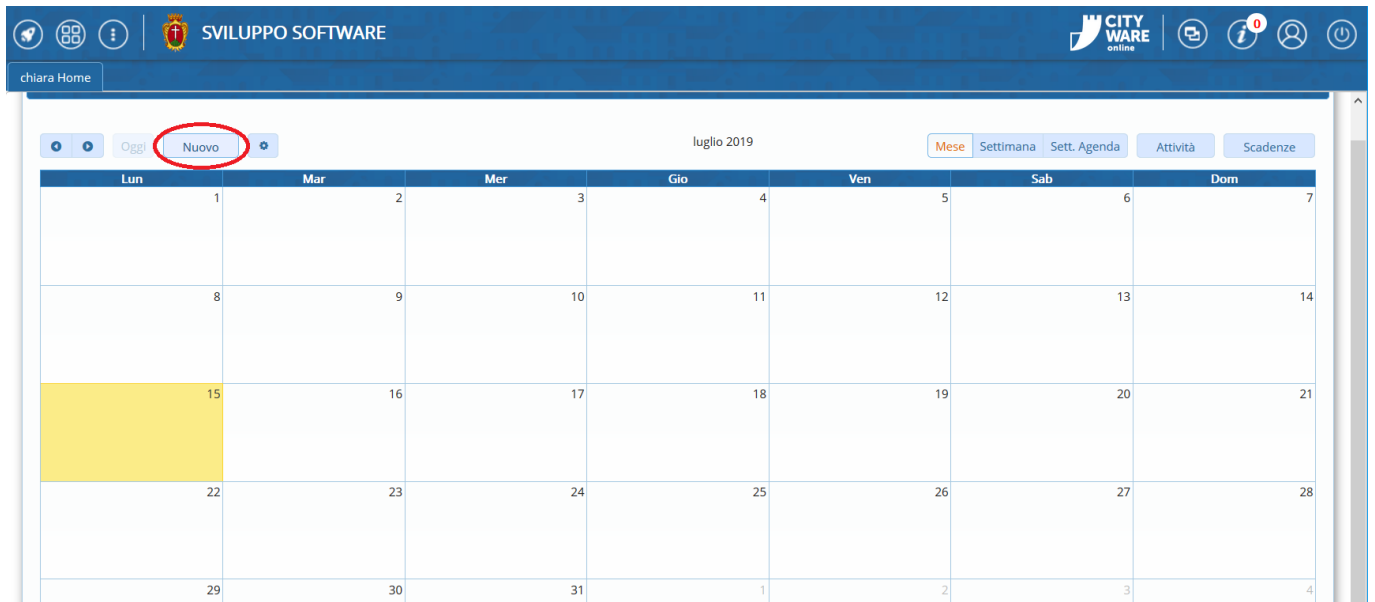 SVILUPPO SOFTWARE
CITY
WARE
online
0
chiara Home
Oggi Nuovo luglio 2019 Mese Settimana Sett. Agenda Attività Scadenze
Lun Mar Mer Gio Ven Sab Dom
1 2 3 4 5 6 7
8 9 10 11 12 13 14
15 16 17 18 19 20 21
22 23 24 25 26 27 28
29 30 31 1 2 3 4